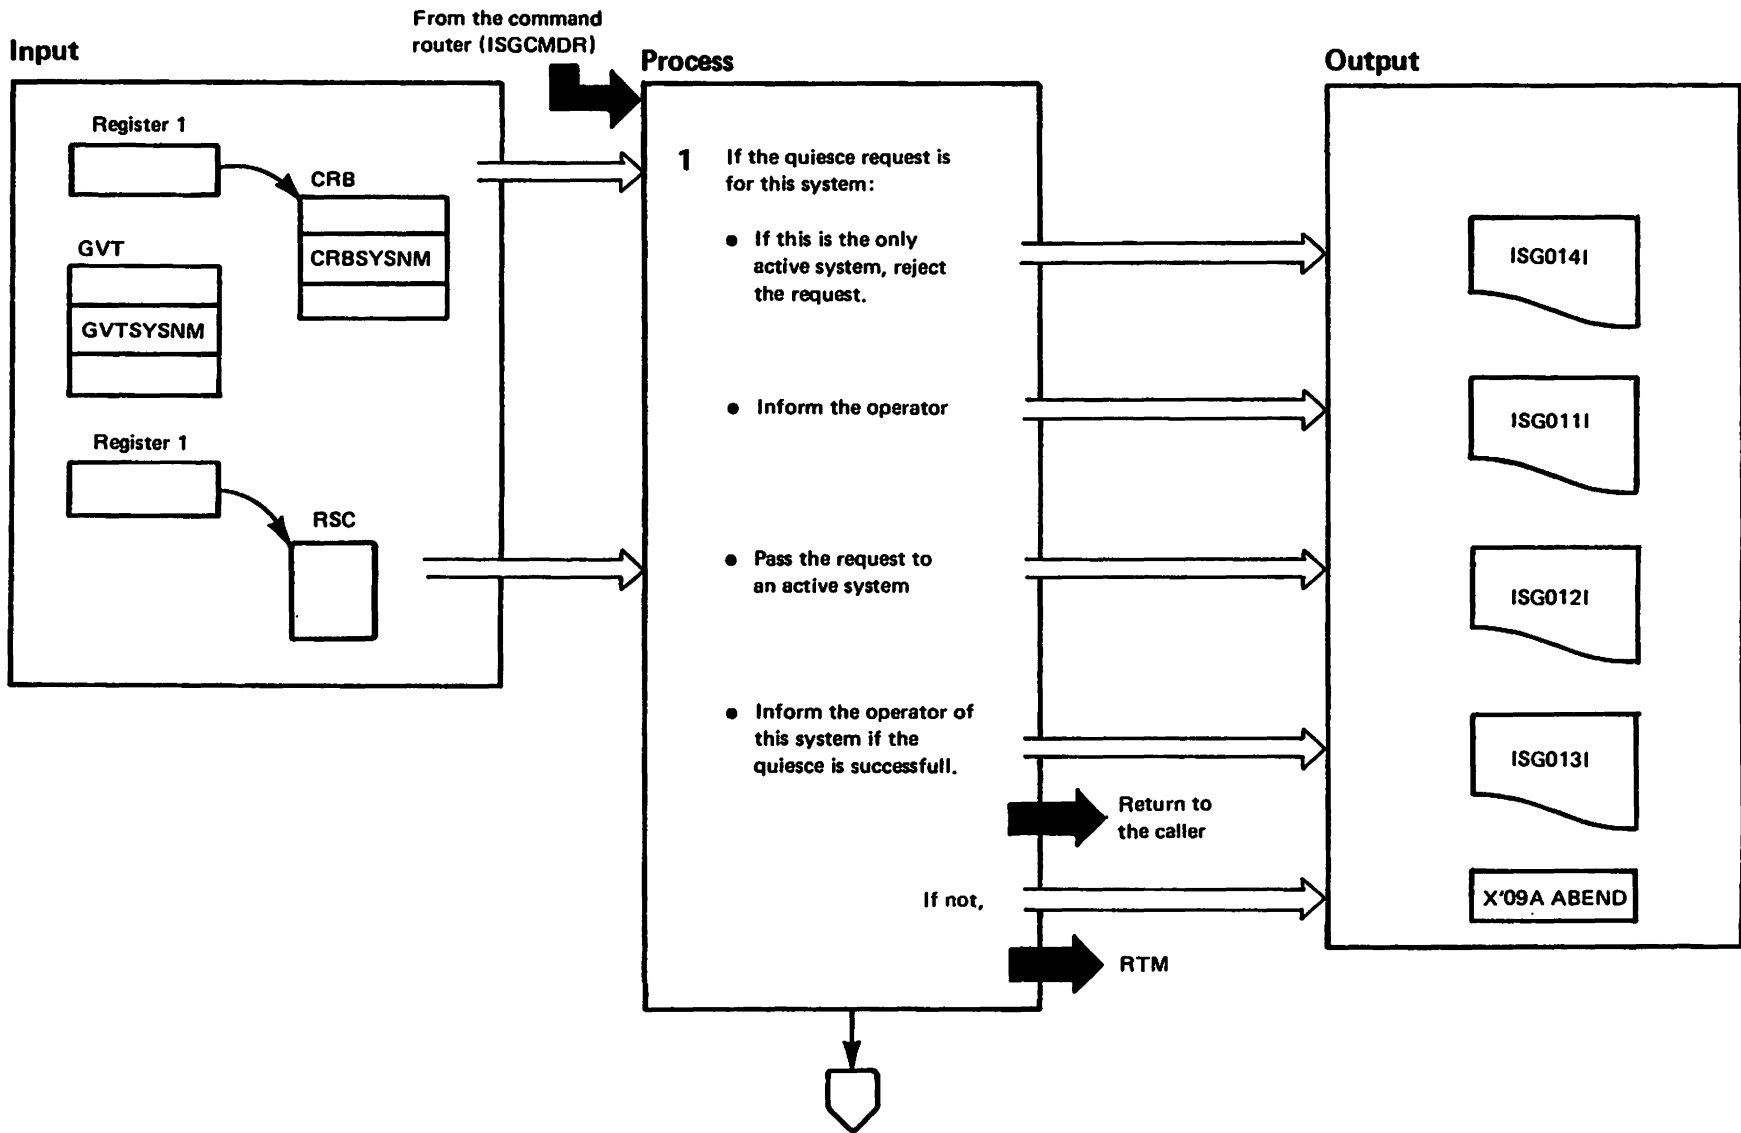 From the command
router (ISGCMDR)
Input
Register 1
CRB
CRBSYSNM
GVT
GVTSYSNM
Register 1
RSC
Process
1 If the quiesce request is
for this system:
● If this is the only
active system, reject
the request.
● Inform the operator
● Pass the request to
an active system
● Inform the operator of
this system if the
quiesce is successfull.
Return to
the caller
If not,
RTM
Output
ISG014I
ISG011I
ISG012I
ISG013I
X'09A ABEND